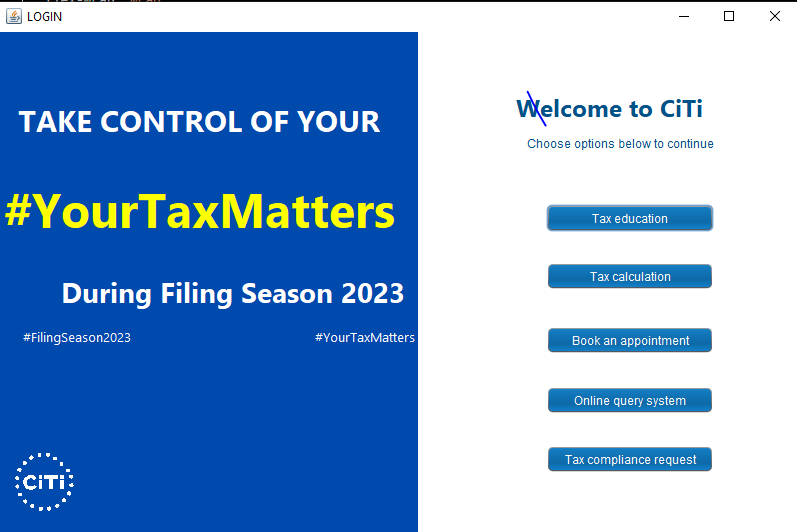 LOGIN
TAKE CONTROL OF YOUR
#YourTaxMatters
During Filing Season 2023
#FilingSeason2023
#YourTaxMatters
CiTi
Welcome to CiTi
Choose options below to continue
Tax education
Tax calculation
Book an appointment
Online query system
Tax compliance request